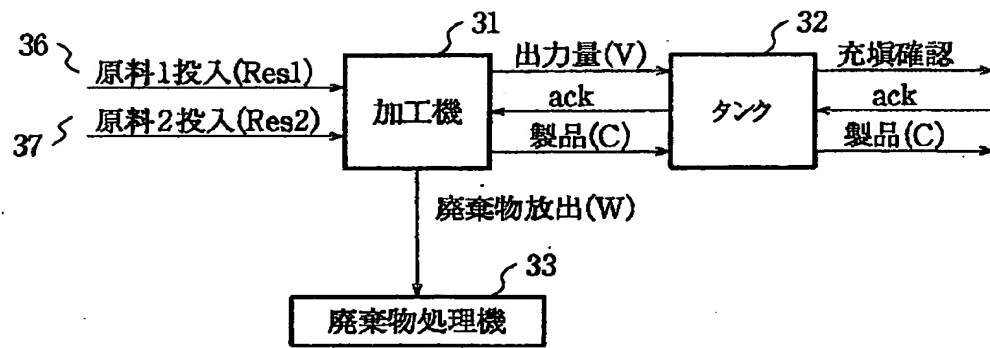 31
32
36
原料1投入(Res1)
出力量(V)
充填確認
加工機
ack
タンク
ack
37
原料2投入(Res2)
製品(C)
製品(C)
廃棄物放出(W)
33
廃棄物処理機